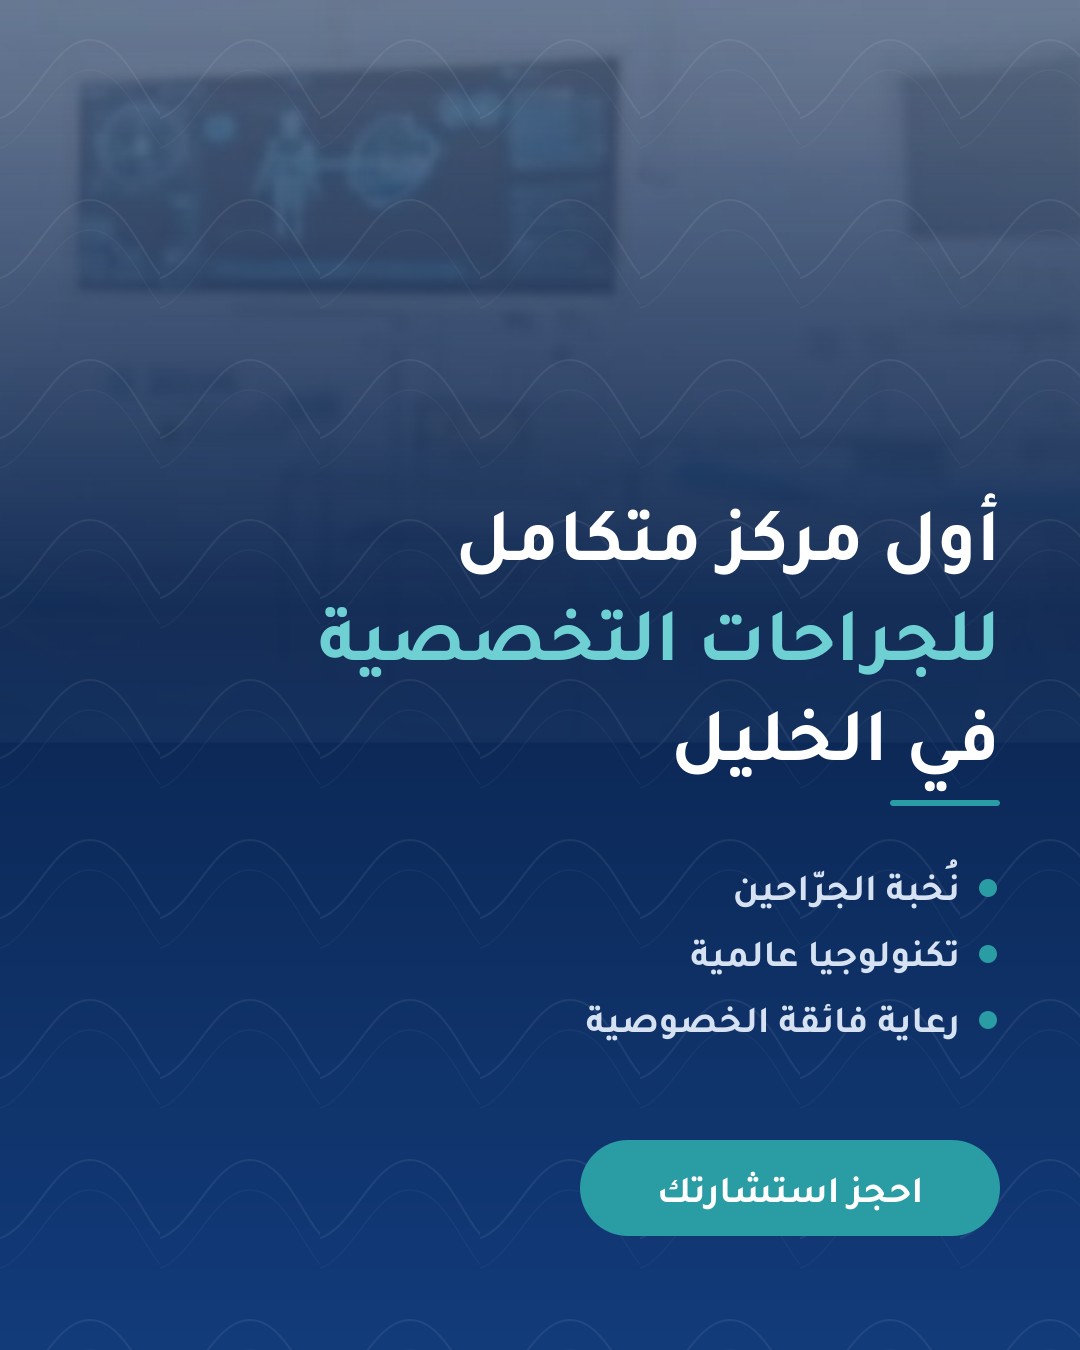 أول مركز متكامل
للجراحات التخصصية
في الخليل
نُخبة الجرّاحين
تكنولوجيا عالمية
رعاية فائقة الخصوصية
احجز استشارتك